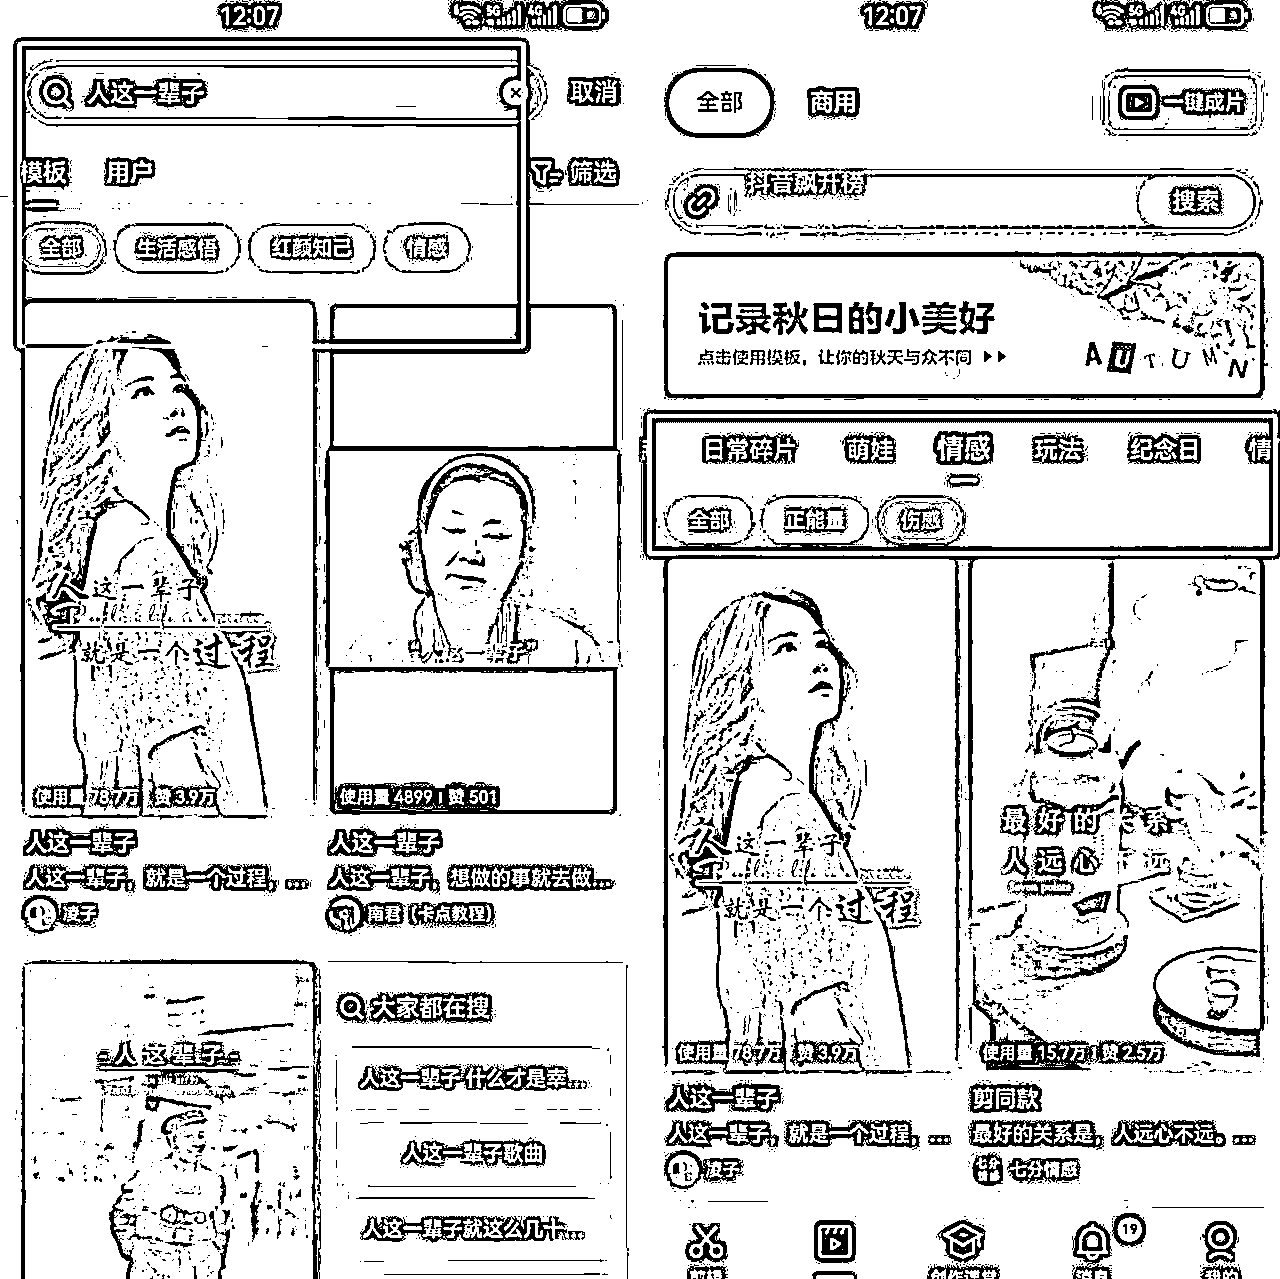 12:07
人这一辈子
取消
模板
用户
筛选
全部
生活感悟
红颜知己
情感
人这一辈子
就是一个过程
使用量 78.7万 | 赞 3.9万
人这一辈子
人这一辈子，就是一个过程，...
凌子
人这一辈子
使用量 4899 | 赞 501
人这一辈子
人这一辈子，想做的事就去做...
南君（卡点教程）
人这辈子
大家都在搜
人这一辈子什么才是幸...
人这一辈子歌曲
人这一辈子就这么几十...
12:07
全部
商用
一键成片
抖音飙升榜
搜索
记录秋日的小美好
点击使用模板，让你的秋天与众不同
AUTUMN
日常碎片
萌娃
情感
玩法
纪念日
情
全部
正能量
伤感
人这一辈子
就是一个过程
使用量 78.7万 | 赞 3.9万
人这一辈子
人这一辈子，就是一个过程，...
凌子
最好的关系
人远心不远
使用量 15.7万 | 赞 2.5万
剪同款
最好的关系是，人远心不远。...
七分情感
19